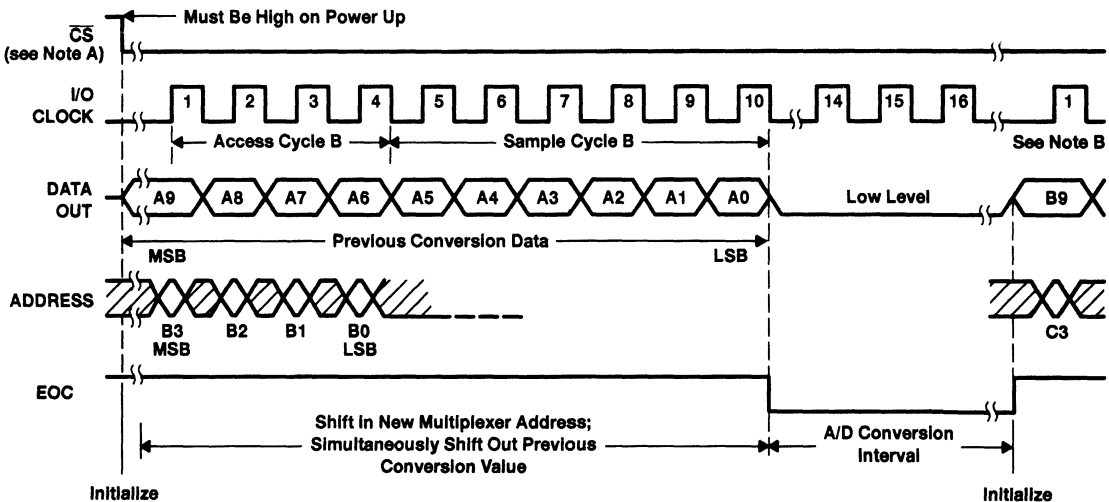 Must Be High on Power Up
CS
(see Note A)
I/O
CLOCK
1 2 3 4 5 6 7 8 9 10 14 15 16 1
Access Cycle B
Sample Cycle B
See Note B
DATA
OUT
A9 A8 A7 A6 A5 A4 A3 A2 A1 A0
Low Level
B9
Previous Conversion Data
MSB
LSB
ADDRESS
B3 B2 B1 B0
MSB LSB
C3
EOC
Shift in New Multiplexer Address;
Simultaneously Shift Out Previous
Conversion Value
A/D Conversion
Interval
Initialize
Initialize